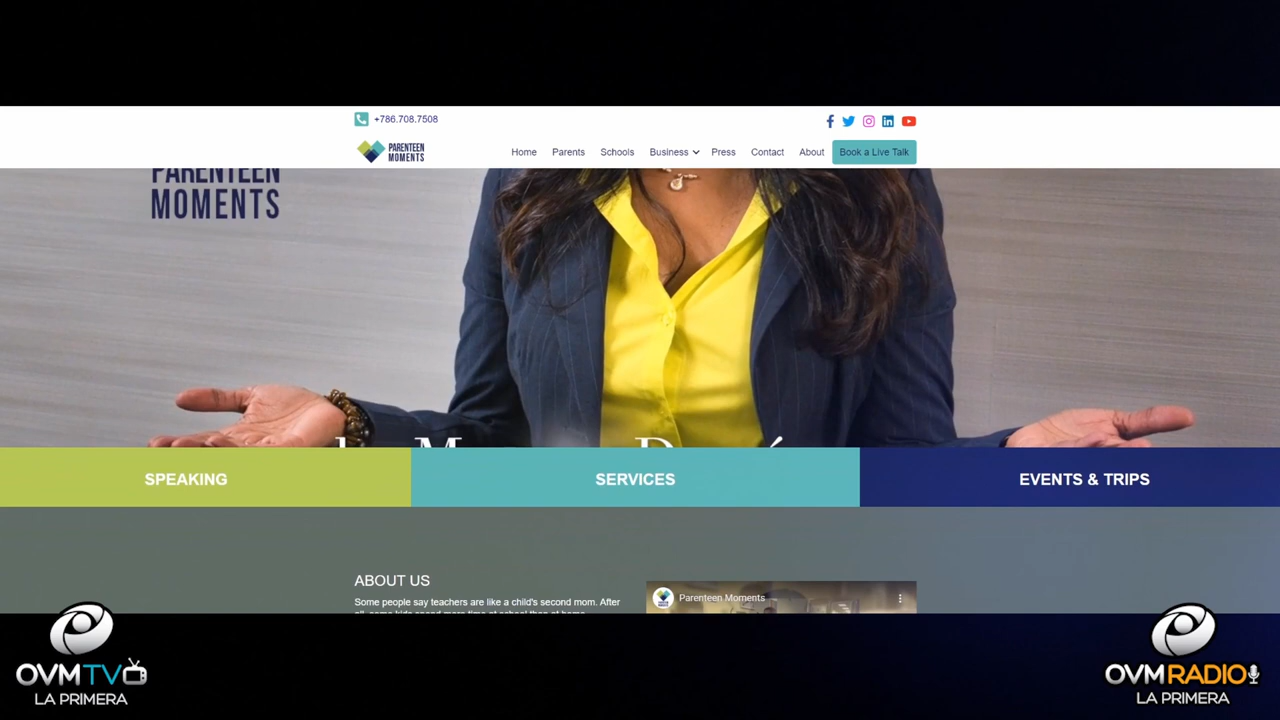 +786.708.7508
PARENTEEN
MOMENTS
Home Parents Schools Business Press Contact About Book a Live Talk
PARENTEEN
MOMENTS
SPEAKING SERVICES EVENTS & TRIPS
ABOUT US
Some people say teachers are like a child's second mom. After
Parenteen Moments
OVMTV
LA PRIMERA
OVMRADIO
LA PRIMERA